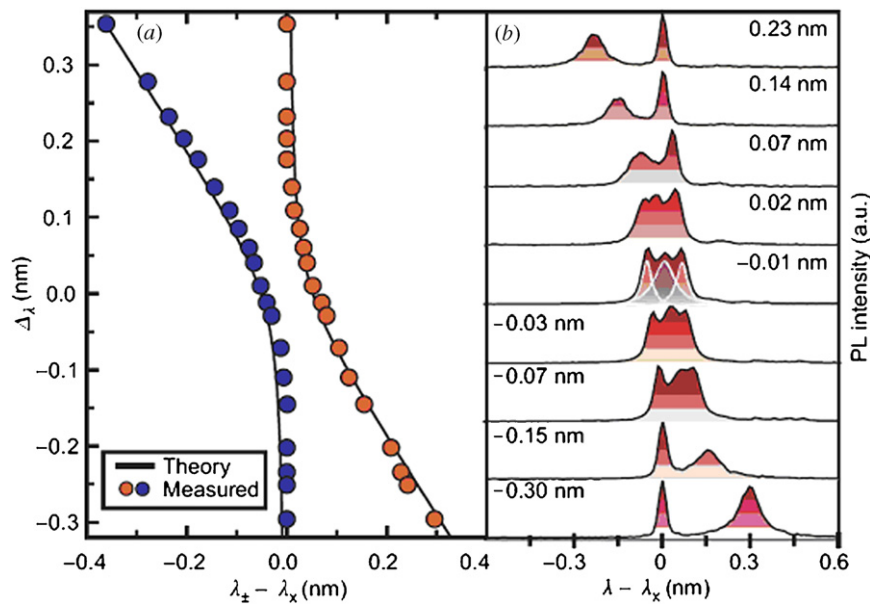 (a)
(b)
0.3
0.2
0.1
0.0
−0.1
−0.2
−0.3
Δλ (nm)
Theory
Measured
−0.4
−0.2
0.0
0.2
0.4
λ± − λx (nm)
0.23 nm
0.14 nm
0.07 nm
0.02 nm
−0.01 nm
−0.03 nm
−0.07 nm
−0.15 nm
−0.30 nm
PL intensity (a.u.)
−0.3
0
0.3
0.6
λ − λx (nm)